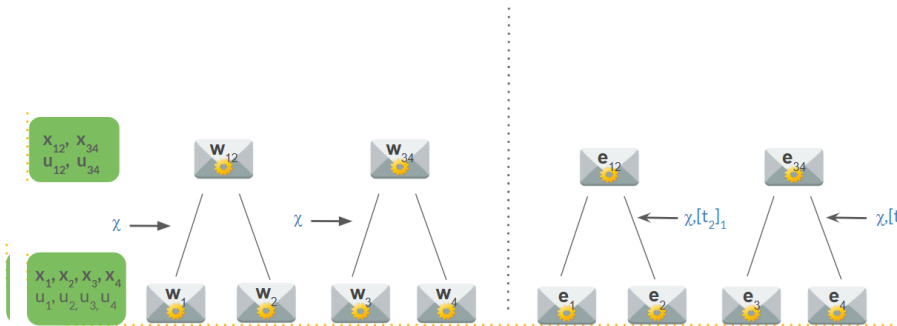 x12, x34
u12, u34
w12
w34
e12
e34
χ
χ
χ,[t2]1
χ,[t
x1, x2, x3, x4
u1, u2, u3, u4
w1
w2
w3
w4
e1
e2
e3
e4